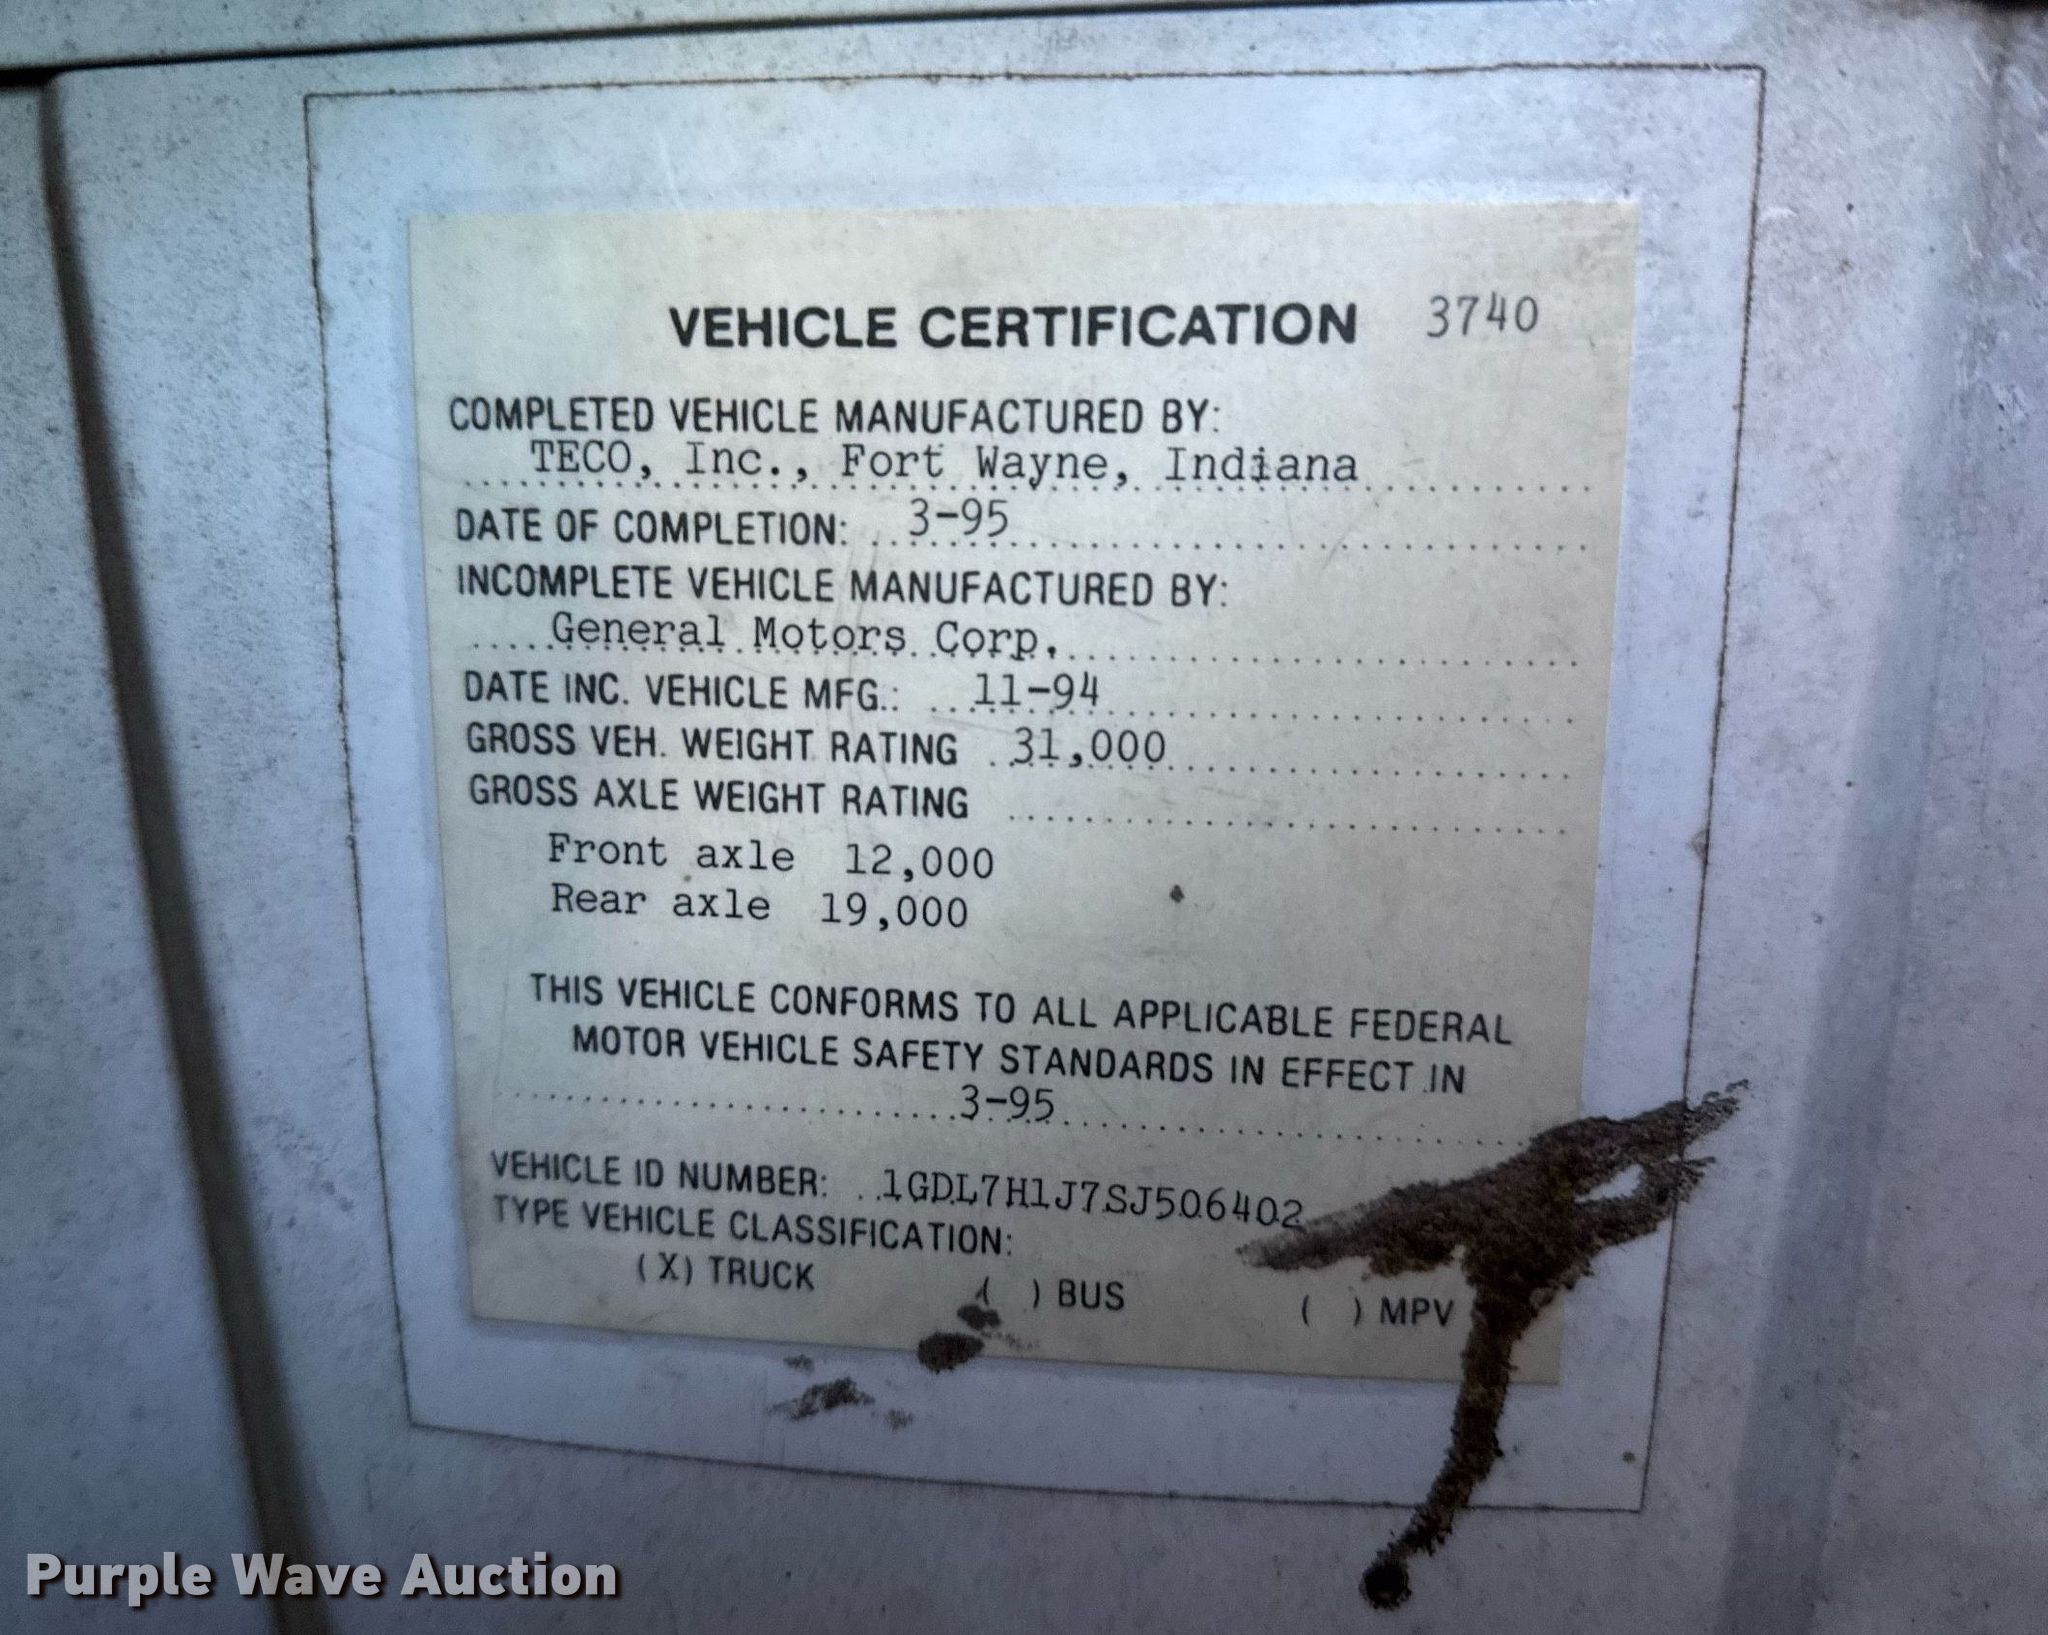 VEHICLE CERTIFICATION 3740
COMPLETED VEHICLE MANUFACTURED BY:
TECO, Inc., Fort Wayne, Indiana
DATE OF COMPLETION: 3-95
INCOMPLETE VEHICLE MANUFACTURED BY:
General Motors Corp.
DATE INC. VEHICLE MFG.: 11-94
GROSS VEH. WEIGHT RATING 31,000
GROSS AXLE WEIGHT RATING
Front axle 12,000
Rear axle 19,000
THIS VEHICLE CONFORMS TO ALL APPLICABLE FEDERAL
MOTOR VEHICLE SAFETY STANDARDS IN EFFECT IN
3-95
VEHICLE ID NUMBER: 1GDL7H1J7SJ506402
TYPE VEHICLE CLASSIFICATION:
(X) TRUCK ( ) BUS ( ) MPV
Purple Wave Auction